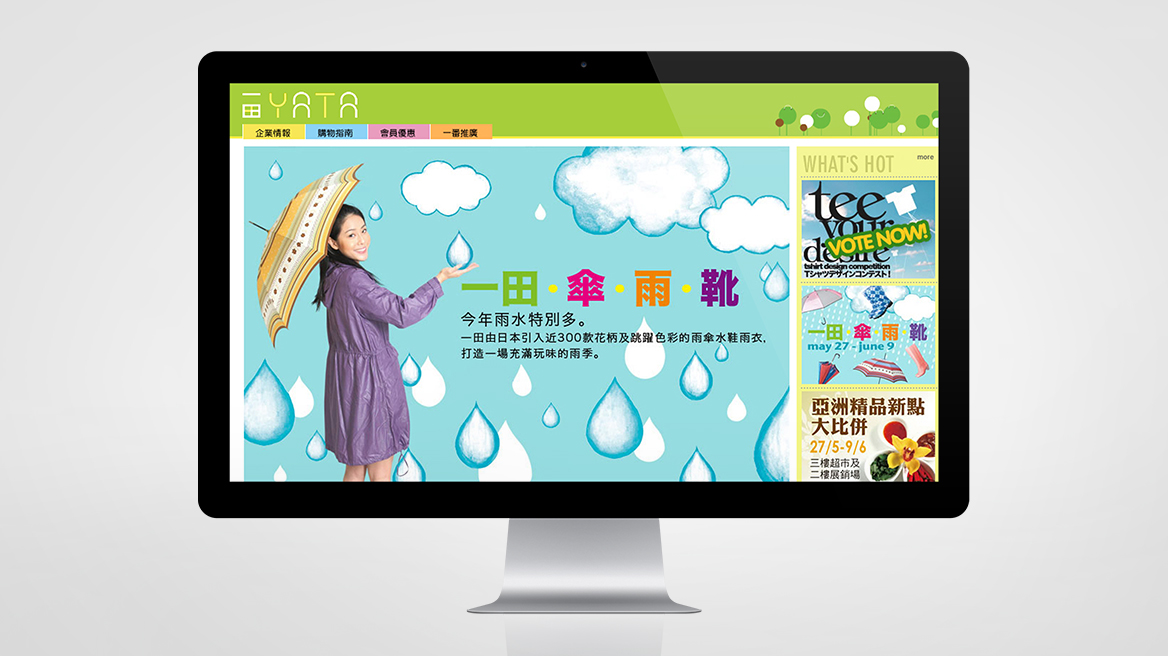 一田 YATA
企業情報 購物指南 會員優惠 一番推廣
一田·傘·雨·靴
今年雨水特別多。
一田由日本引入近300款花柄及跳躍色彩的雨傘水鞋雨衣,
打造一場充滿玩味的雨季。
WHAT'S HOT more
tee
your
desire
VOTE NOW!
tshirt design competition
Tシャツデザインコンテスト!
一田·傘·雨·靴
may 27 - june 9
亞洲精品新點
大比併
27/5-9/6
三樓超市及
二樓展銷場